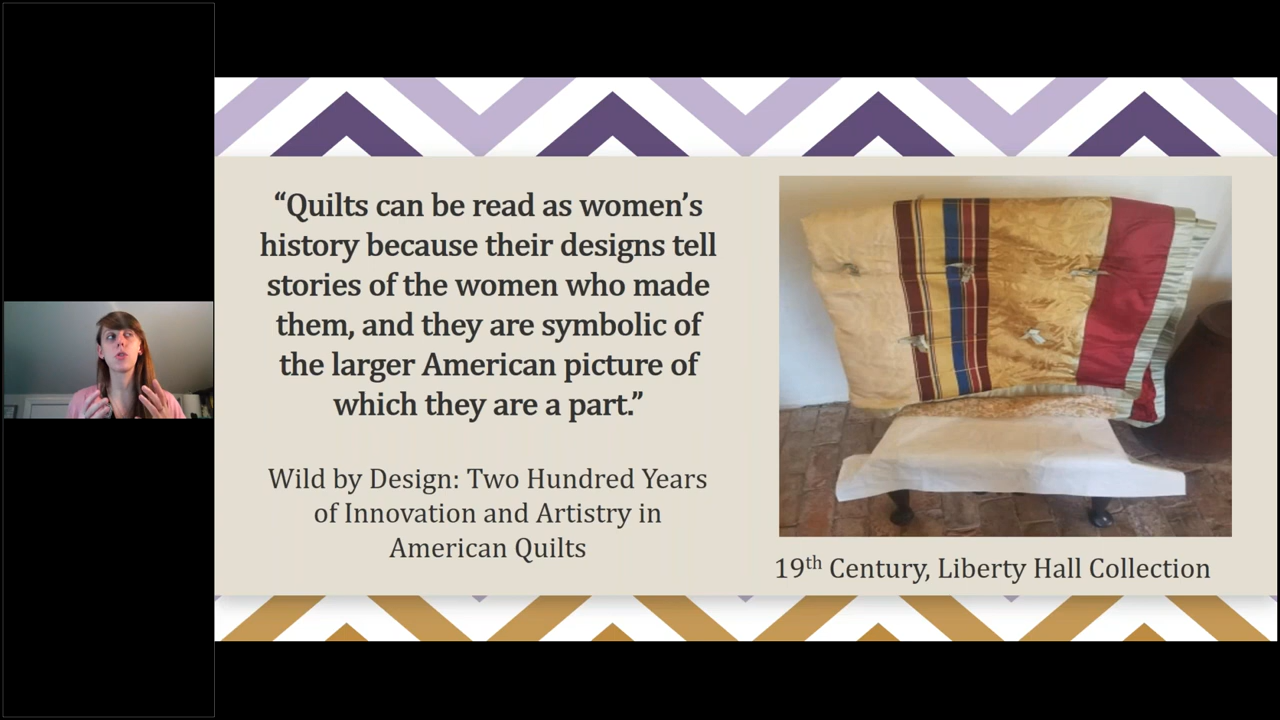 “Quilts can be read as women’s
history because their designs tell
stories of the women who made
them, and they are symbolic of
the larger American picture of
which they are a part.”
Wild by Design: Two Hundred Years
of Innovation and Artistry in
American Quilts
19th Century, Liberty Hall Collection